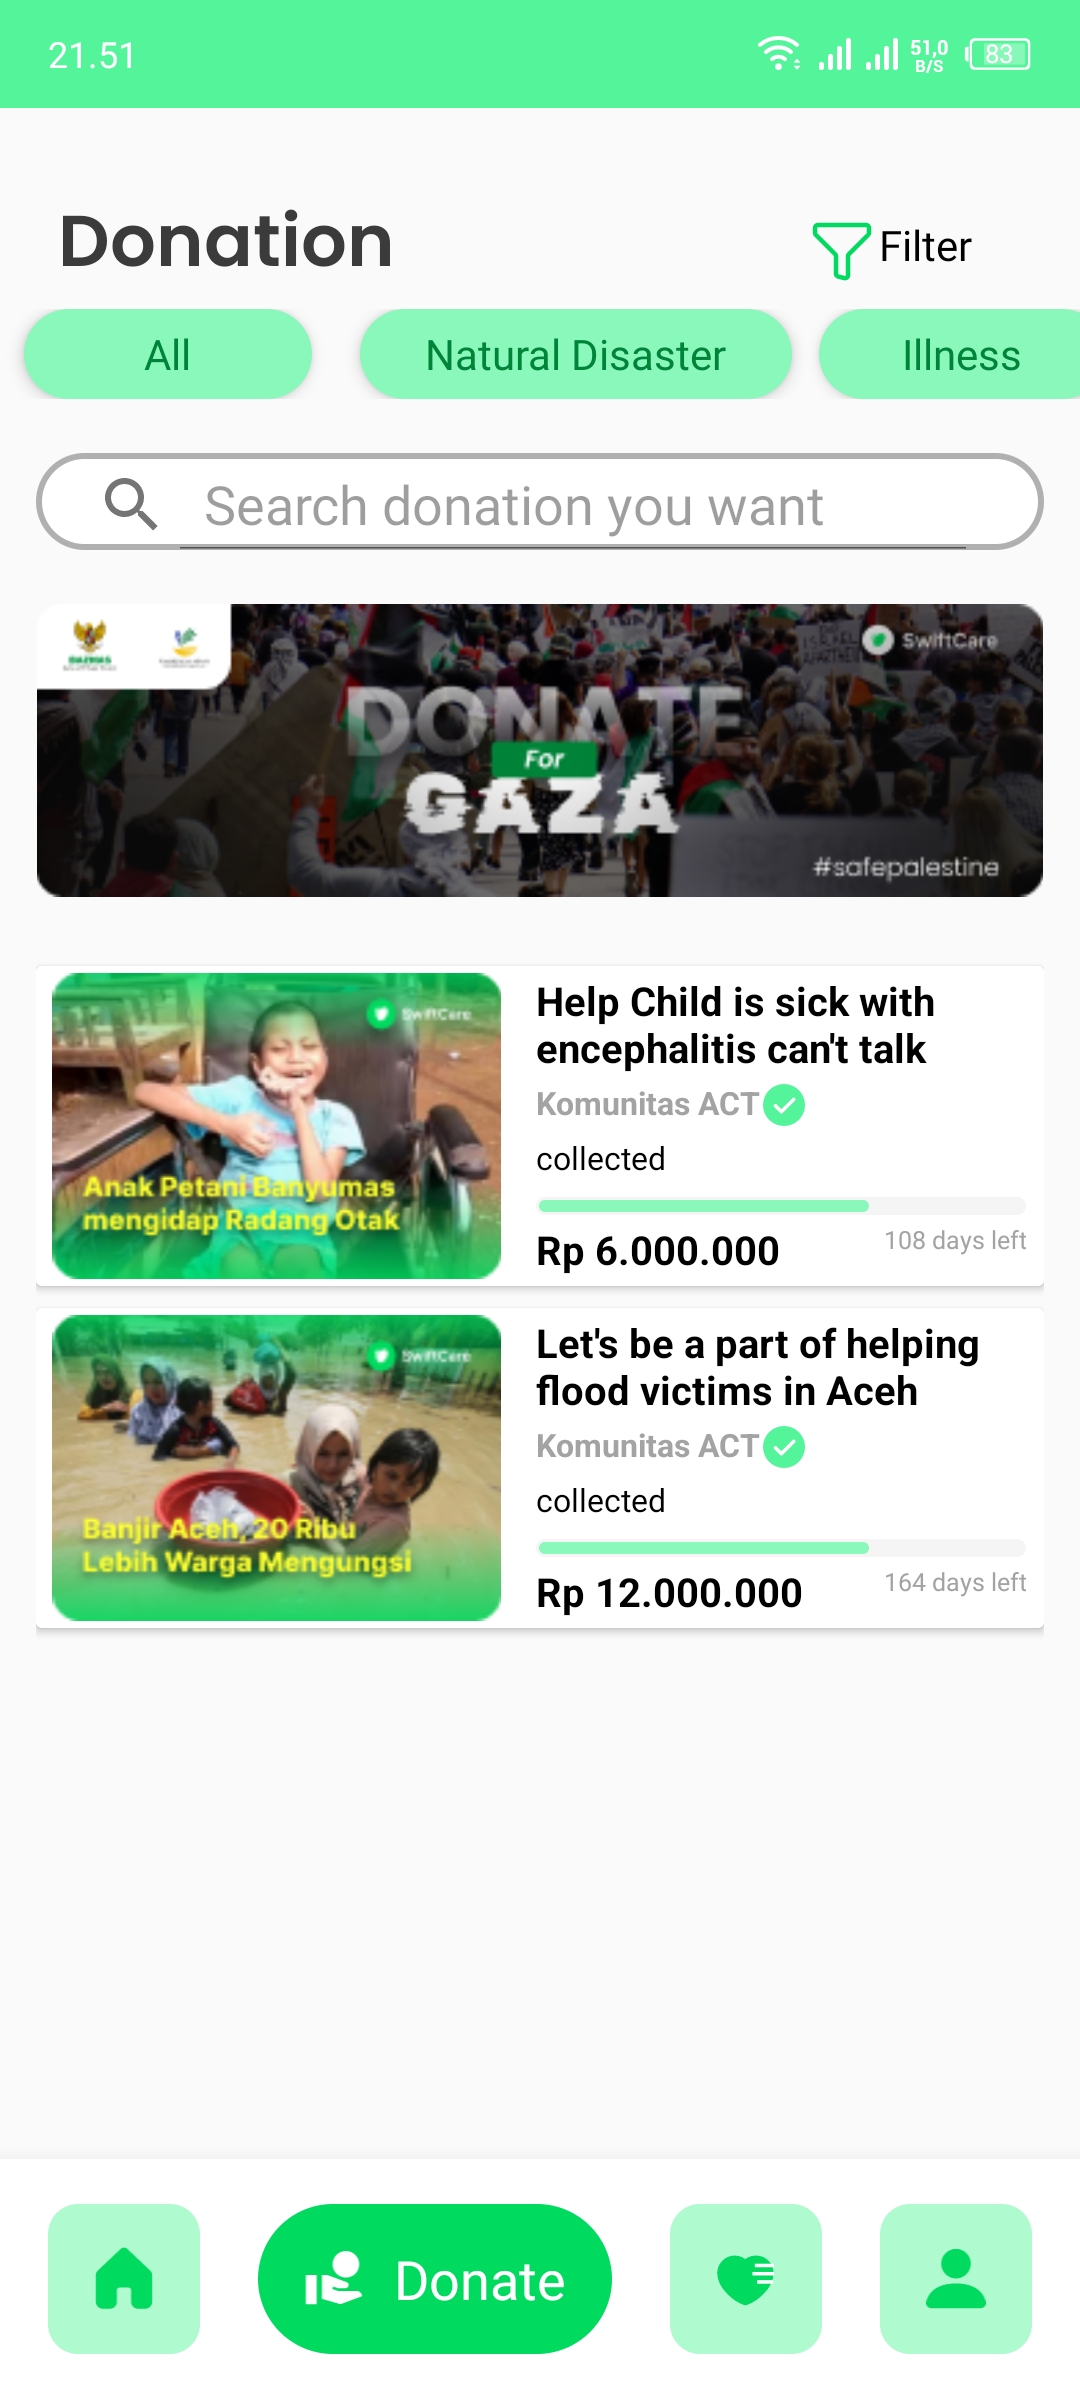 21.51
51,0
B/S
83
Donation
Filter
All
Natural Disaster
Illness
Search donation you want
SwiftCare
DONATE
For
GAZA
#safepalestine
SwiftCare
Anak Petani Banyumas
mengidap Radang Otak
Help Child is sick with
encephalitis can't talk
Komunitas ACT
collected
Rp 6.000.000
108 days left
SwiftCare
Banjir Aceh, 20 Ribu
Lebih Warga Mengungsi
Let's be a part of helping
flood victims in Aceh
Komunitas ACT
collected
Rp 12.000.000
164 days left
Donate